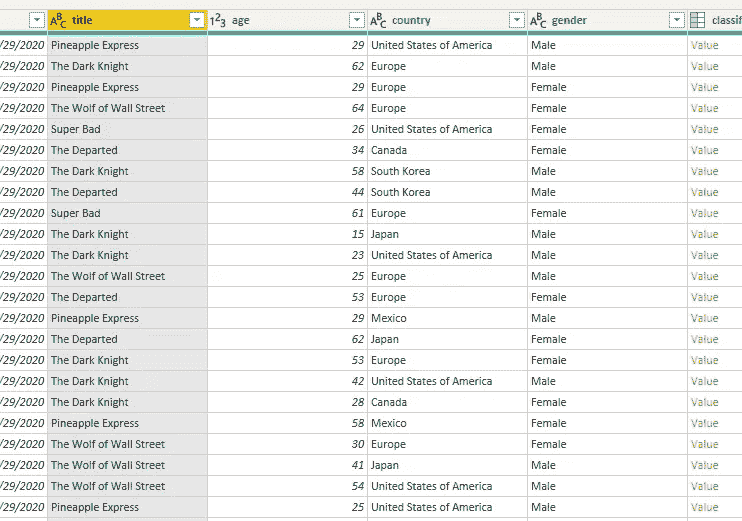 ABC title 123 age ABC country ABC gender classif
/29/2020 Pineapple Express 29 United States of America Male Value
/29/2020 The Dark Knight 62 Europe Male Value
/29/2020 Pineapple Express 29 Europe Female Value
/29/2020 The Wolf of Wall Street 64 Europe Female Value
/29/2020 Super Bad 26 United States of America Female Value
/29/2020 The Departed 34 Canada Female Value
/29/2020 The Dark Knight 58 South Korea Male Value
/29/2020 The Departed 44 South Korea Male Value
/29/2020 Super Bad 61 Europe Female Value
/29/2020 The Dark Knight 15 Japan Male Value
/29/2020 The Dark Knight 23 United States of America Male Value
/29/2020 The Wolf of Wall Street 25 Europe Male Value
/29/2020 The Departed 53 Europe Female Value
/29/2020 Pineapple Express 29 Mexico Male Value
/29/2020 The Departed 62 Japan Female Value
/29/2020 The Dark Knight 53 Europe Female Value
/29/2020 The Dark Knight 42 United States of America Male Value
/29/2020 The Dark Knight 28 Canada Female Value
/29/2020 Pineapple Express 58 Mexico Female Value
/29/2020 The Wolf of Wall Street 30 Europe Female Value
/29/2020 The Wolf of Wall Street 41 Japan Male Value
/29/2020 The Wolf of Wall Street 54 United States of America Male Value
/29/2020 Pineapple Express 25 United States of America Male Value